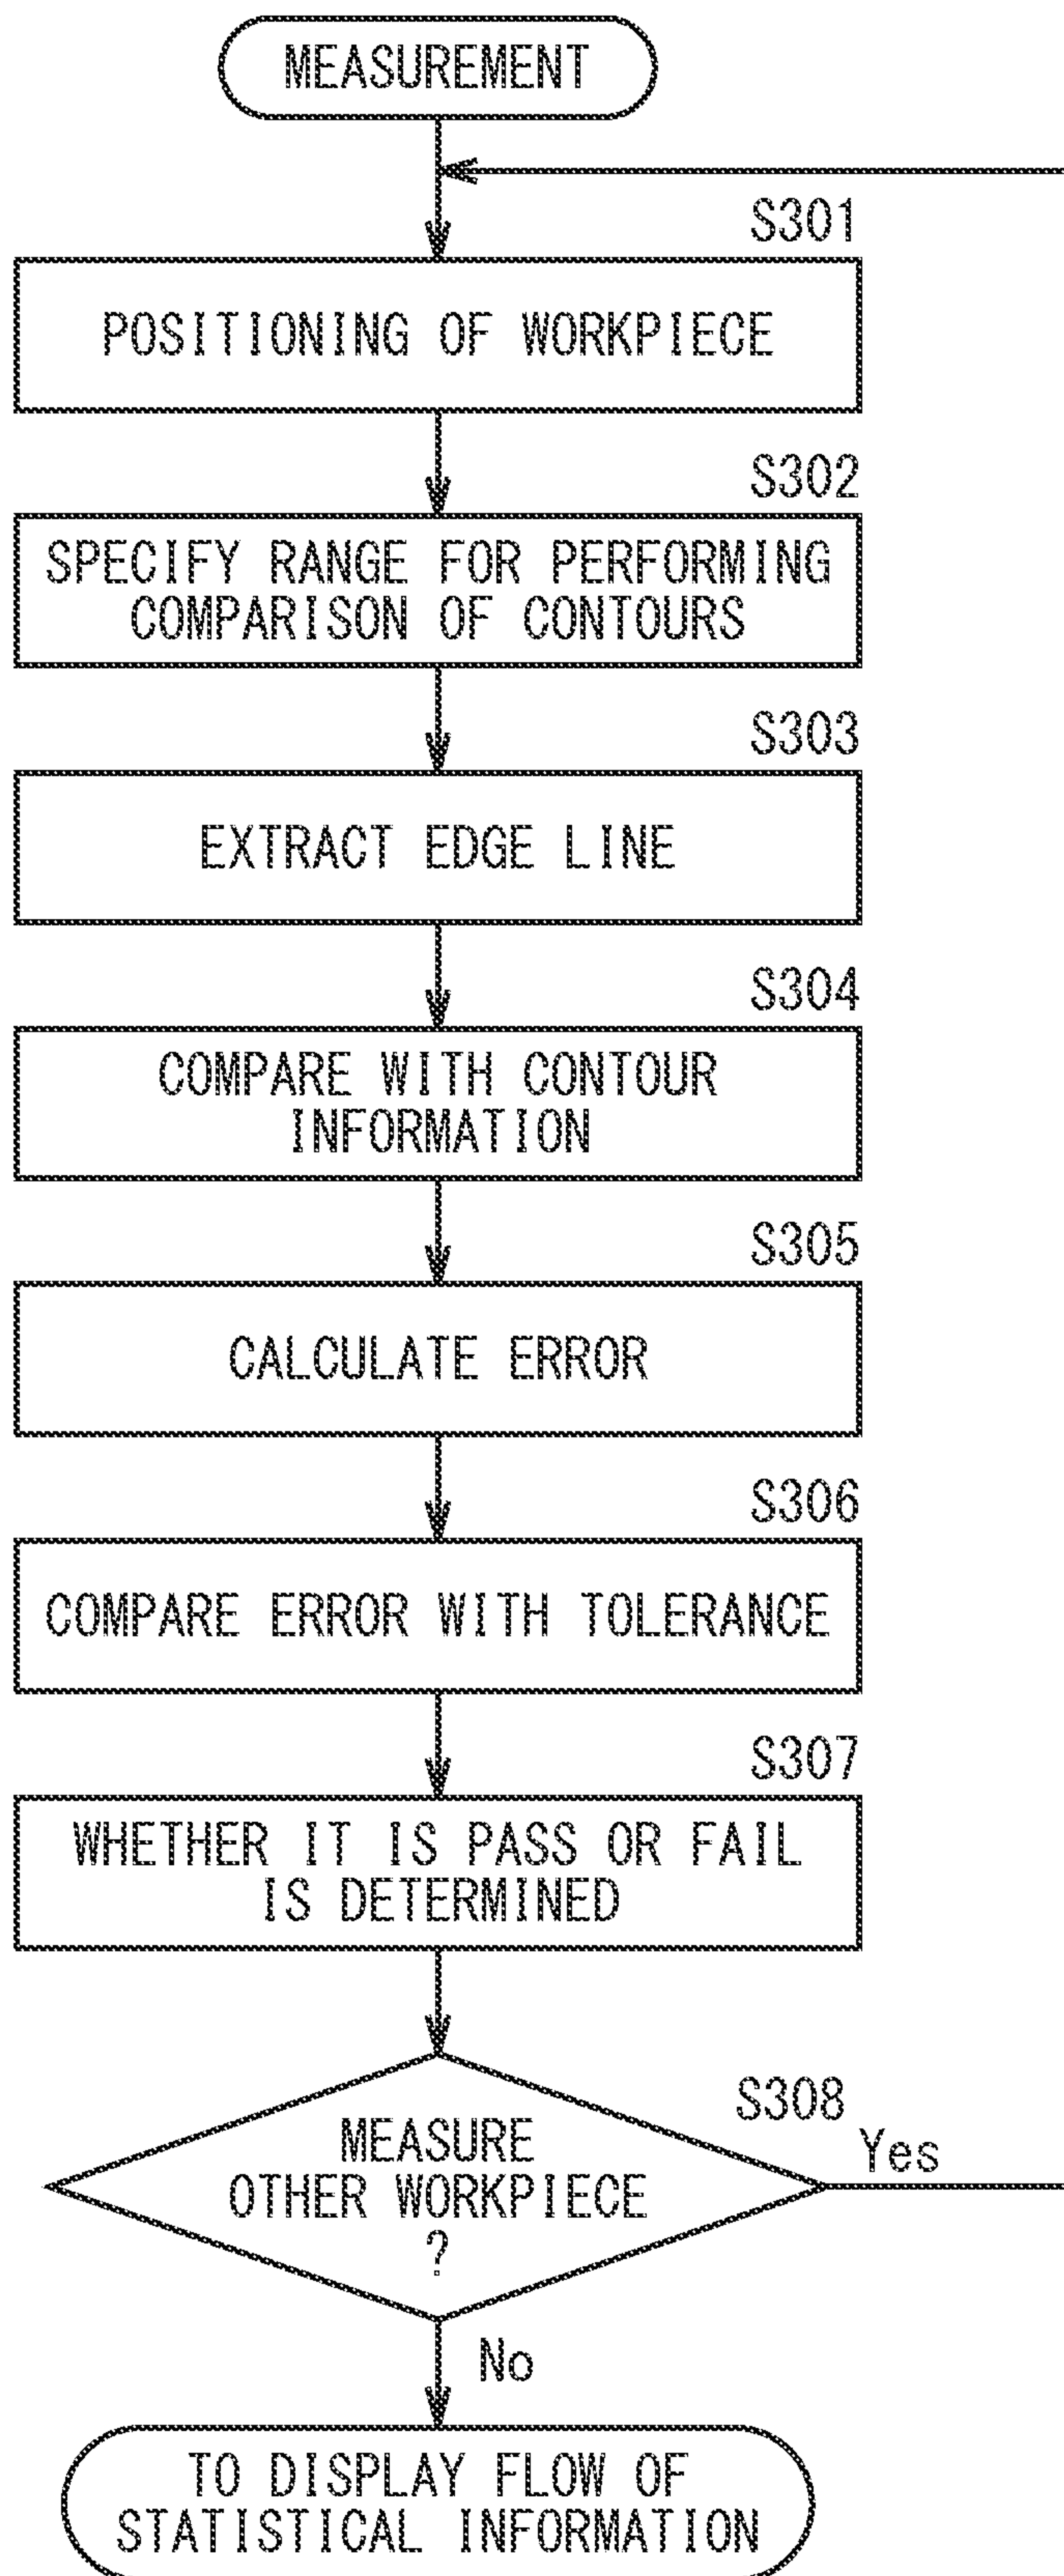 MEASUREMENT
S301
POSITIONING OF WORKPIECE
S302
SPECIFY RANGE FOR PERFORMING
COMPARISON OF CONTOURS
S303
EXTRACT EDGE LINE
S304
COMPARE WITH CONTOUR
INFORMATION
S305
CALCULATE ERROR
S306
COMPARE ERROR WITH TOLERANCE
S307
WHETHER IT IS PASS OR FAIL
IS DETERMINED
S308
MEASURE
OTHER WORKPIECE
?
Yes
No
TO DISPLAY FLOW OF
STATISTICAL INFORMATION